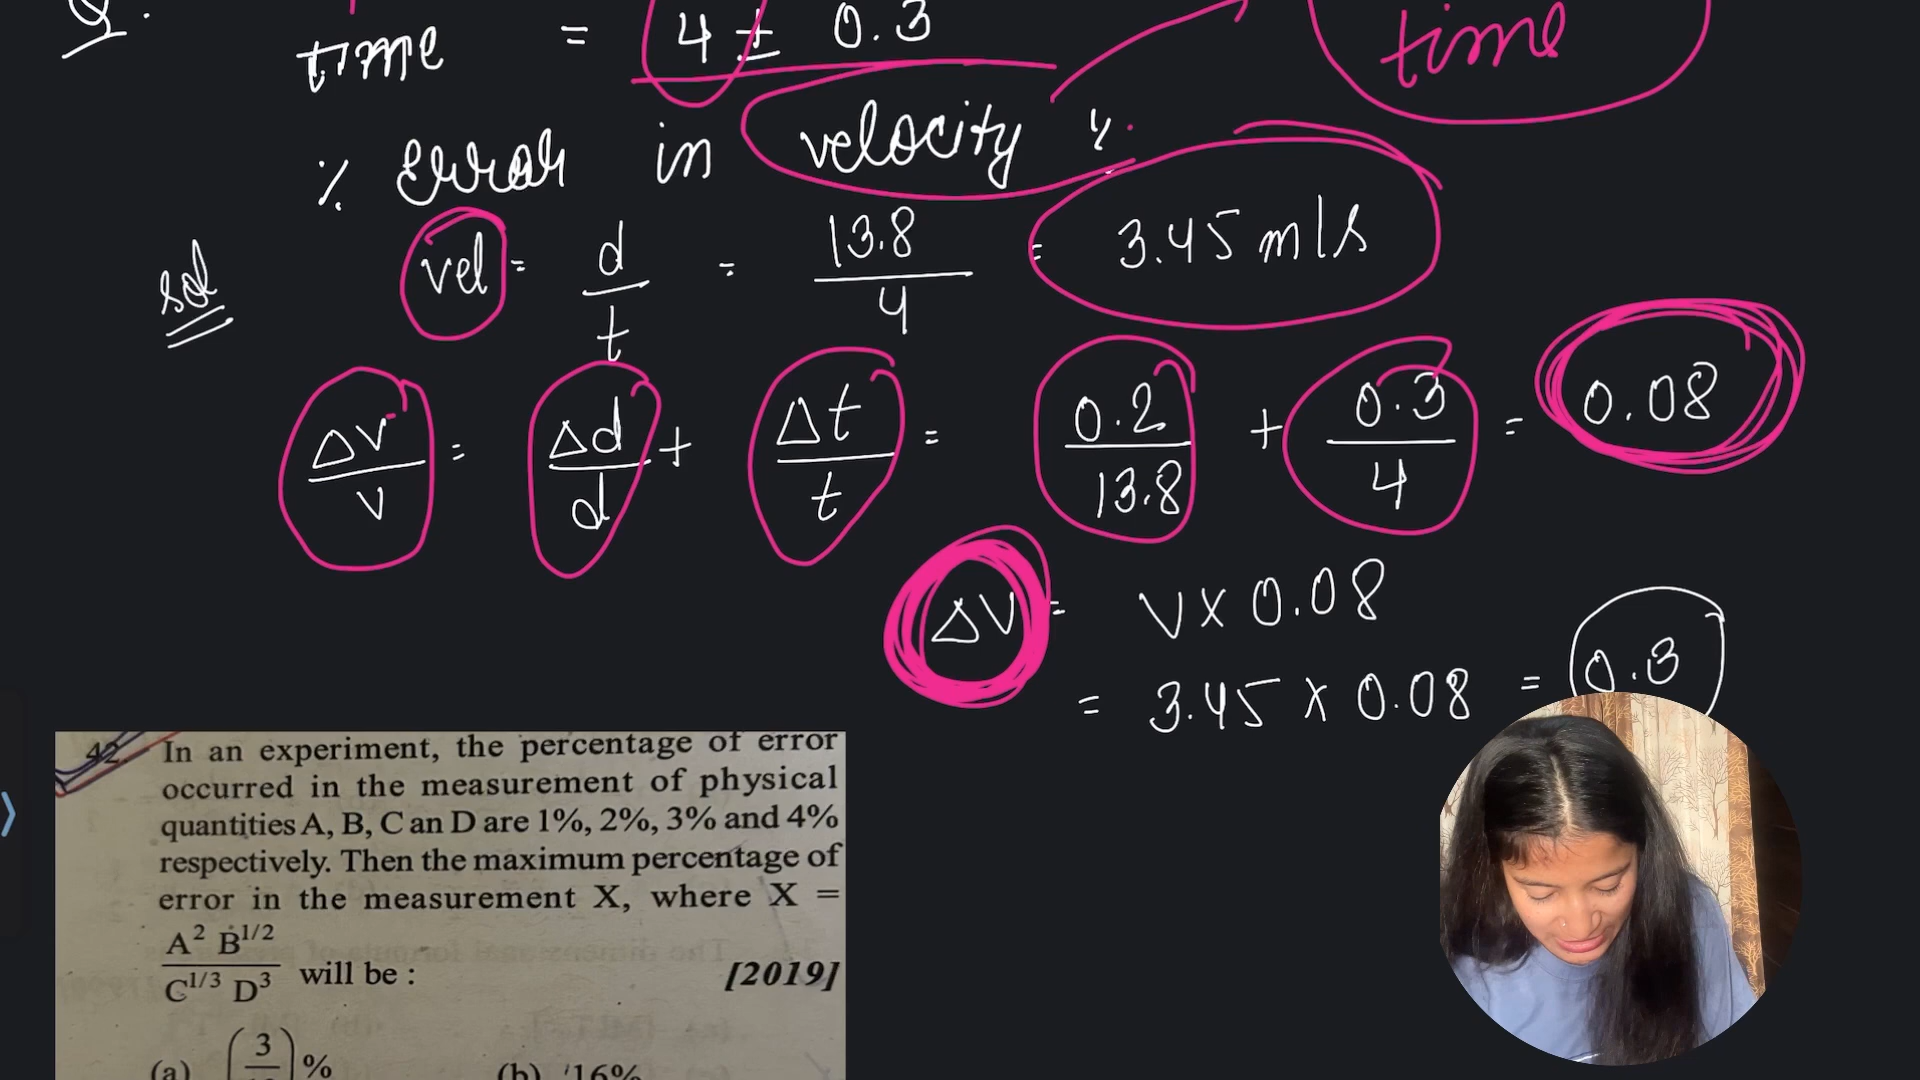 Q.
time = 4 ± 0.3
time
% error in velocity
sol
vel = d/t = 13.8/4 = 3.45 m/s
Δv/v = Δd/d + Δt/t = 0.2/13.8 + 0.3/4 = 0.08
ΔV = V x 0.08
= 3.45 x 0.08 = 0.3
42 In an experiment, the percentage of error
occurred in the measurement of physical
quantities A, B, C an D are 1%, 2%, 3% and 4%
respectively. Then the maximum percentage of
error in the measurement X, where X =
A² B^1/2
C^1/3 D³ will be : [2019]
(a) (3 %
(b) 16%